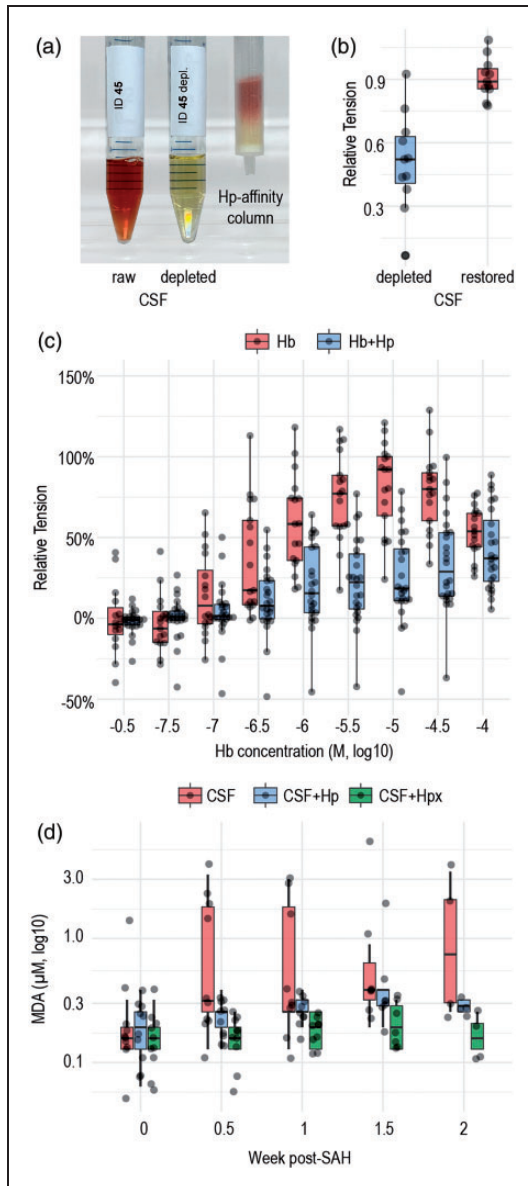 (a)
ID 45
ID 45 depl.
Hp-affinity
column
raw
depleted
CSF
(b)
Relative Tension
0.9
0.6
0.3
depleted
restored
CSF
(c)
Hb
Hb+Hp
Relative Tension
150%
100%
50%
0%
-50%
-0.5
-7.5
-7
-6.5
-6
-5.5
-5
-4.5
-4
Hb concentration (M, log10)
CSF
CSF+Hp
CSF+Hpx
(d)
MDA (µM, log10)
3.0
1.0
0.3
0.1
0
0.5
1
1.5
2
Week post-SAH